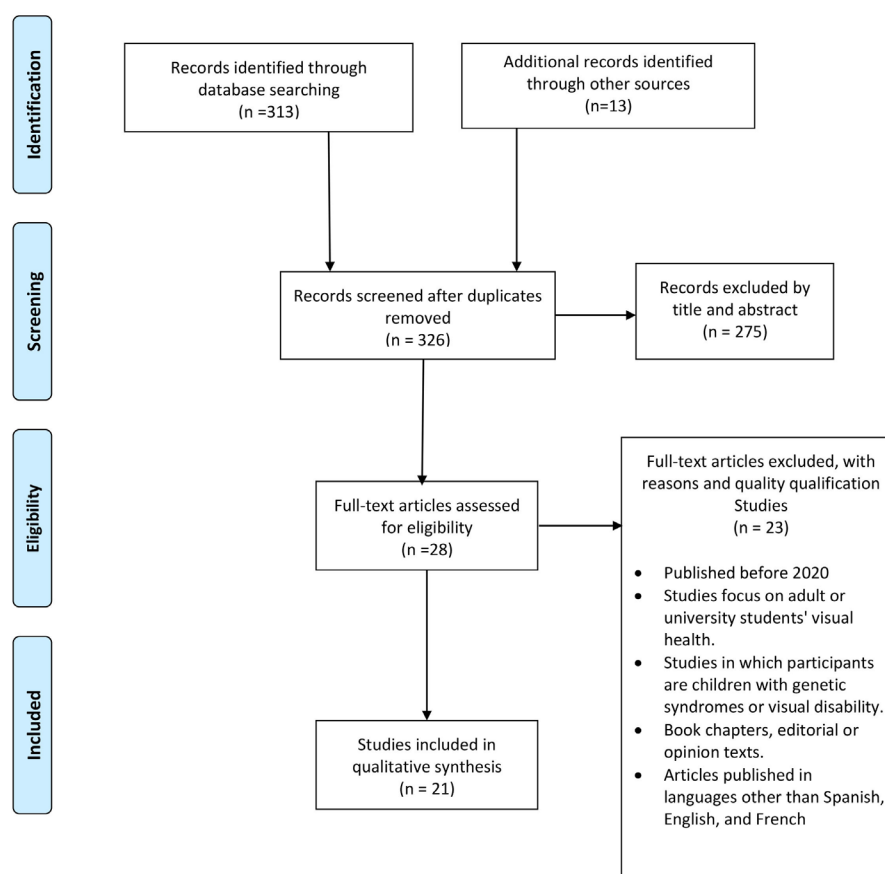 Identification
Records identified through
database searching
(n =313)
Additional records identified
through other sources
(n=13)
Screening
Records screened after duplicates
removed
(n = 326)
Records excluded by
title and abstract
(n = 275)
Eligibility
Full-text articles assessed
for eligibility
(n =28)
Full-text articles excluded, with
reasons and quality qualification
Studies
(n = 23)
• Published before 2020
• Studies focus on adult or
university students' visual
health.
• Studies in which participants
are children with genetic
syndromes or visual disability.
• Book chapters, editorial or
opinion texts.
• Articles published in
languages other than Spanish,
English, and French
Included
Studies included in
qualitative synthesis
(n = 21)